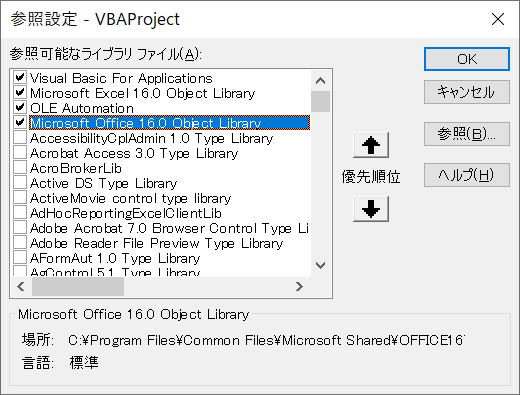 参照設定 - VBAProject
参照可能なライブラリ ファイル(A):
Visual Basic For Applications
Microsoft Excel 16.0 Object Library
OLE Automation
Microsoft Office 16.0 Object Library
AccessibilityCplAdmin 1.0 Type Library
Acrobat Access 3.0 Type Library
AcroBrokerLib
Active DS Type Library
ActiveMovie control type library
AdHocReportingExcelClientLib
Adobe Acrobat 7.0 Browser Control Type Li
Adobe Reader File Preview Type Library
AFormAut 1.0 Type Library
AgControl 5.1 Type Library
優先順位
OK
キャンセル
参照(B)...
ヘルプ(H)
Microsoft Office 16.0 Object Library
場所: C:¥Program Files¥Common Files¥Microsoft Shared¥OFFICE16
言語: 標準